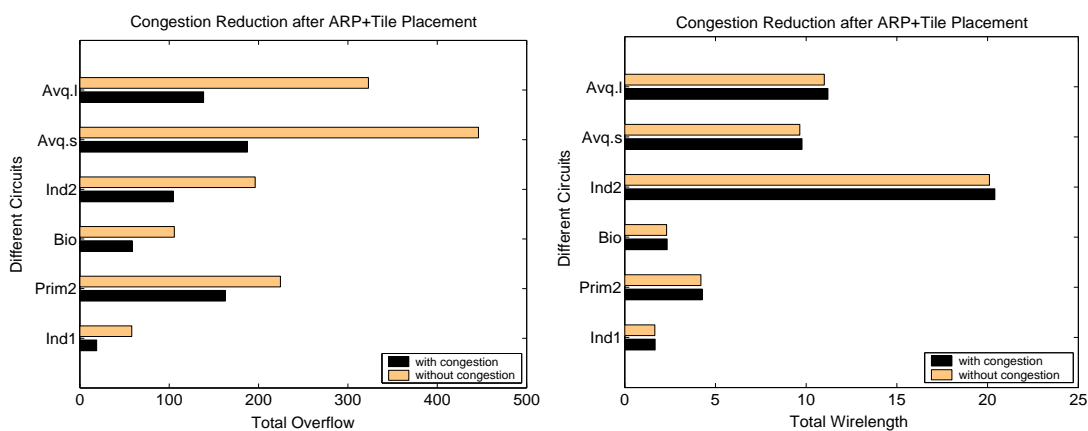 Congestion Reduction after ARP+Tile Placement
Different Circuits
Avq.l
Avq.s
Ind2
Bio
Prim2
Ind1
with congestion
without congestion
0 100 200 300 400 500
Total Overflow
Congestion Reduction after ARP+Tile Placement
Different Circuits
Avq.l
Avq.s
Ind2
Bio
Prim2
Ind1
with congestion
without congestion
0 5 10 15 20 25
Total Wirelength